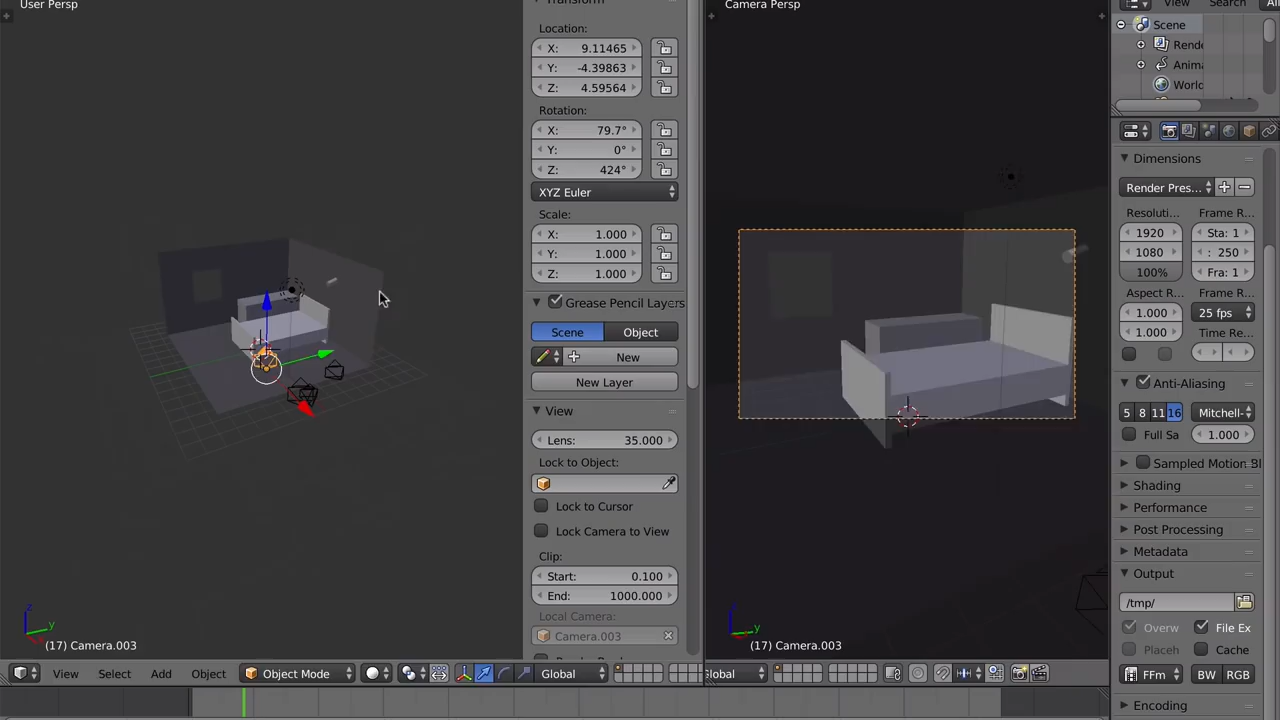 User Persp
Transform
Location:
X: 9.11465
Y: -4.39863
Z: 4.59564
Rotation:
X: 79.7°
Y: 0°
Z: 424°
XYZ Euler
Scale:
X: 1.000
Y: 1.000
Z: 1.000
Grease Pencil Layers
Scene Object
New
New Layer
View
Lens: 35.000
Lock to Object:
Lock to Cursor
Lock Camera to View
Clip:
Start: 0.100
End: 1000.000
Local Camera:
Camera.003
(17) Camera.003
View Select Add Object Object Mode Global
Camera Persp
(17) Camera.003
Global
View Search
Scene
Rende
Anima
World
Dimensions
Render Pres...
Resoluti... Frame R...
1920 Sta: 1
1080 : 250
100% Fra: 1
Aspect R... Frame R...
1.000 25 fps
1.000 Time Re...
Anti-Aliasing
5 8 11 16 Mitchell-
Full Sa 1.000
Sampled Motion Bl
Shading
Performance
Post Processing
Metadata
Output
/tmp/
Overw File Ex
Placeh Cache
FFm BW RGB
Encoding